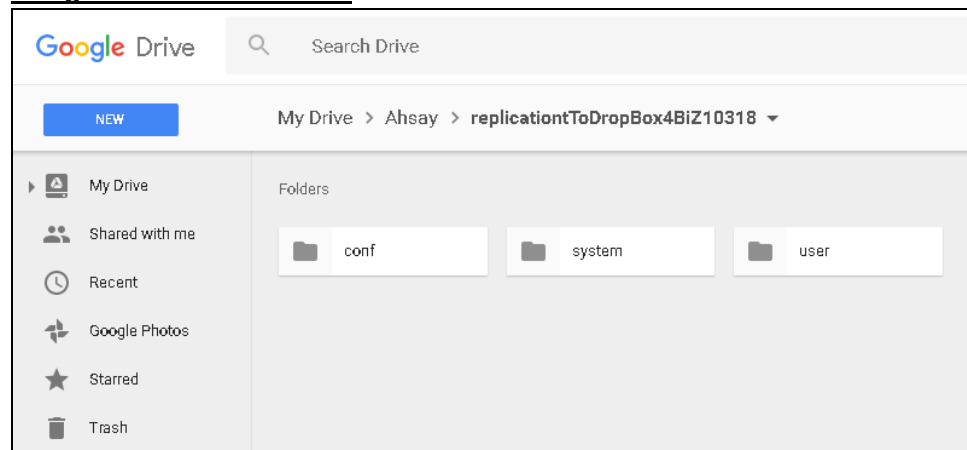 Google Drive
Search Drive
NEW
My Drive > Ahsay > replicationtToDropBox4BiZ10318
My Drive
Shared with me
Recent
Google Photos
Starred
Trash
Folders
conf
system
user